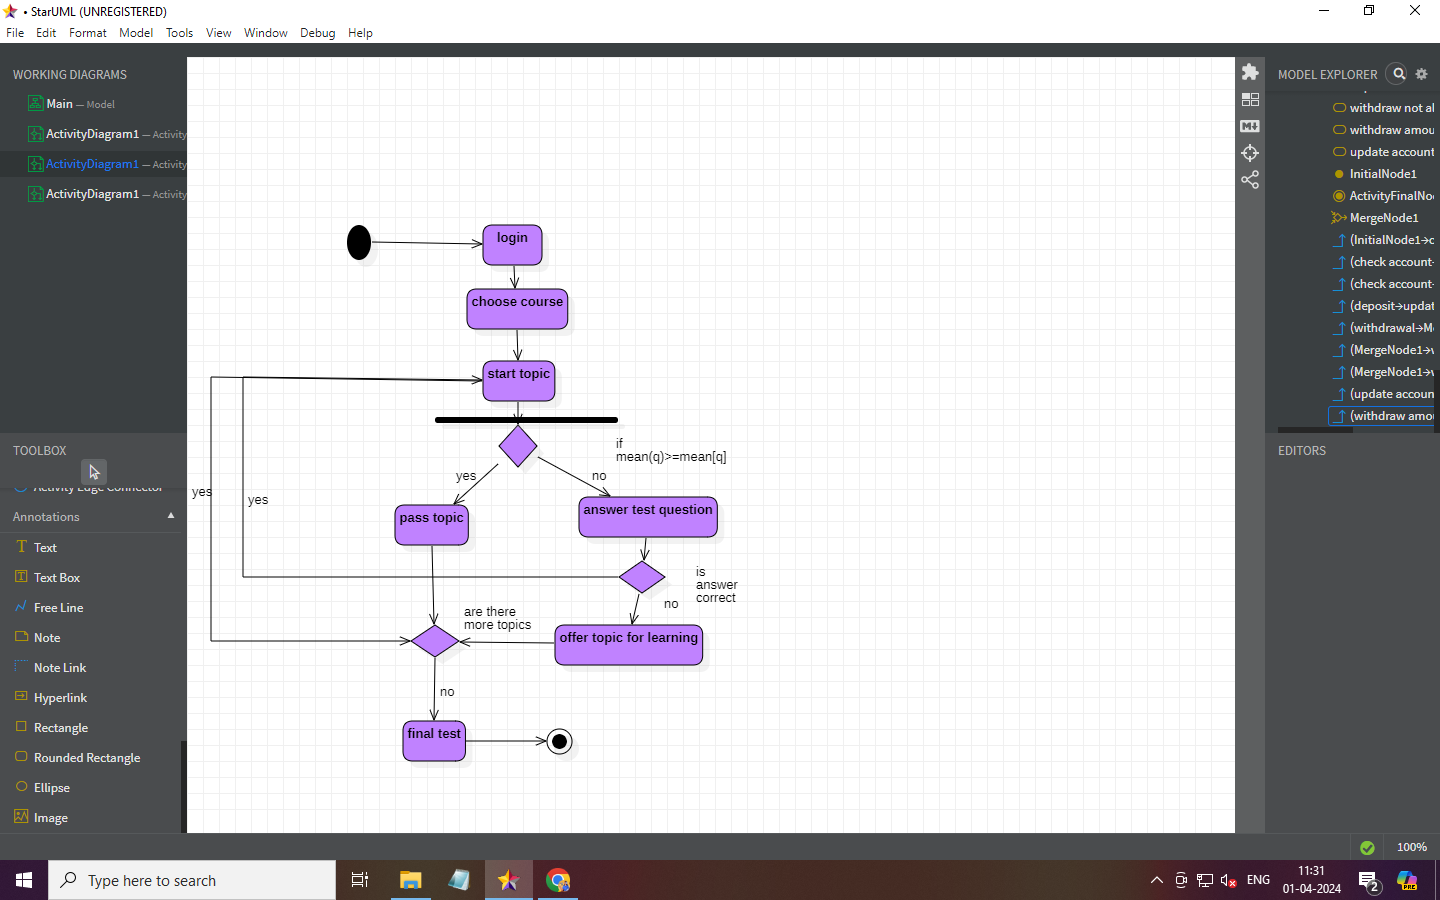 • StarUML (UNREGISTERED)
File Edit Format Model Tools View Window Debug Help
WORKING DIAGRAMS
Main — Model
ActivityDiagram1 — Activity
ActivityDiagram1 — Activity
ActivityDiagram1 — Activity
TOOLBOX
Activity Edge Connector
Annotations
Text
Text Box
Free Line
Note
Note Link
Hyperlink
Rectangle
Rounded Rectangle
Ellipse
Image
login
choose course
start topic
if
mean(q)>=mean[q]
yes
no
yes
yes
pass topic
answer test question
is
answer
correct
no
are there
more topics
offer topic for learning
no
final test
MODEL EXPLORER
withdraw not al
withdraw amou
update account
InitialNode1
ActivityFinalNo
MergeNode1
(InitialNode1→c
(check account-
(check account-
(deposit→updat
(withdrawal→M
(MergeNode1→v
(MergeNode1→v
(update accoun
(withdraw amo
EDITORS
100%
Type here to search
ENG
11:31
01-04-2024
2
PRE